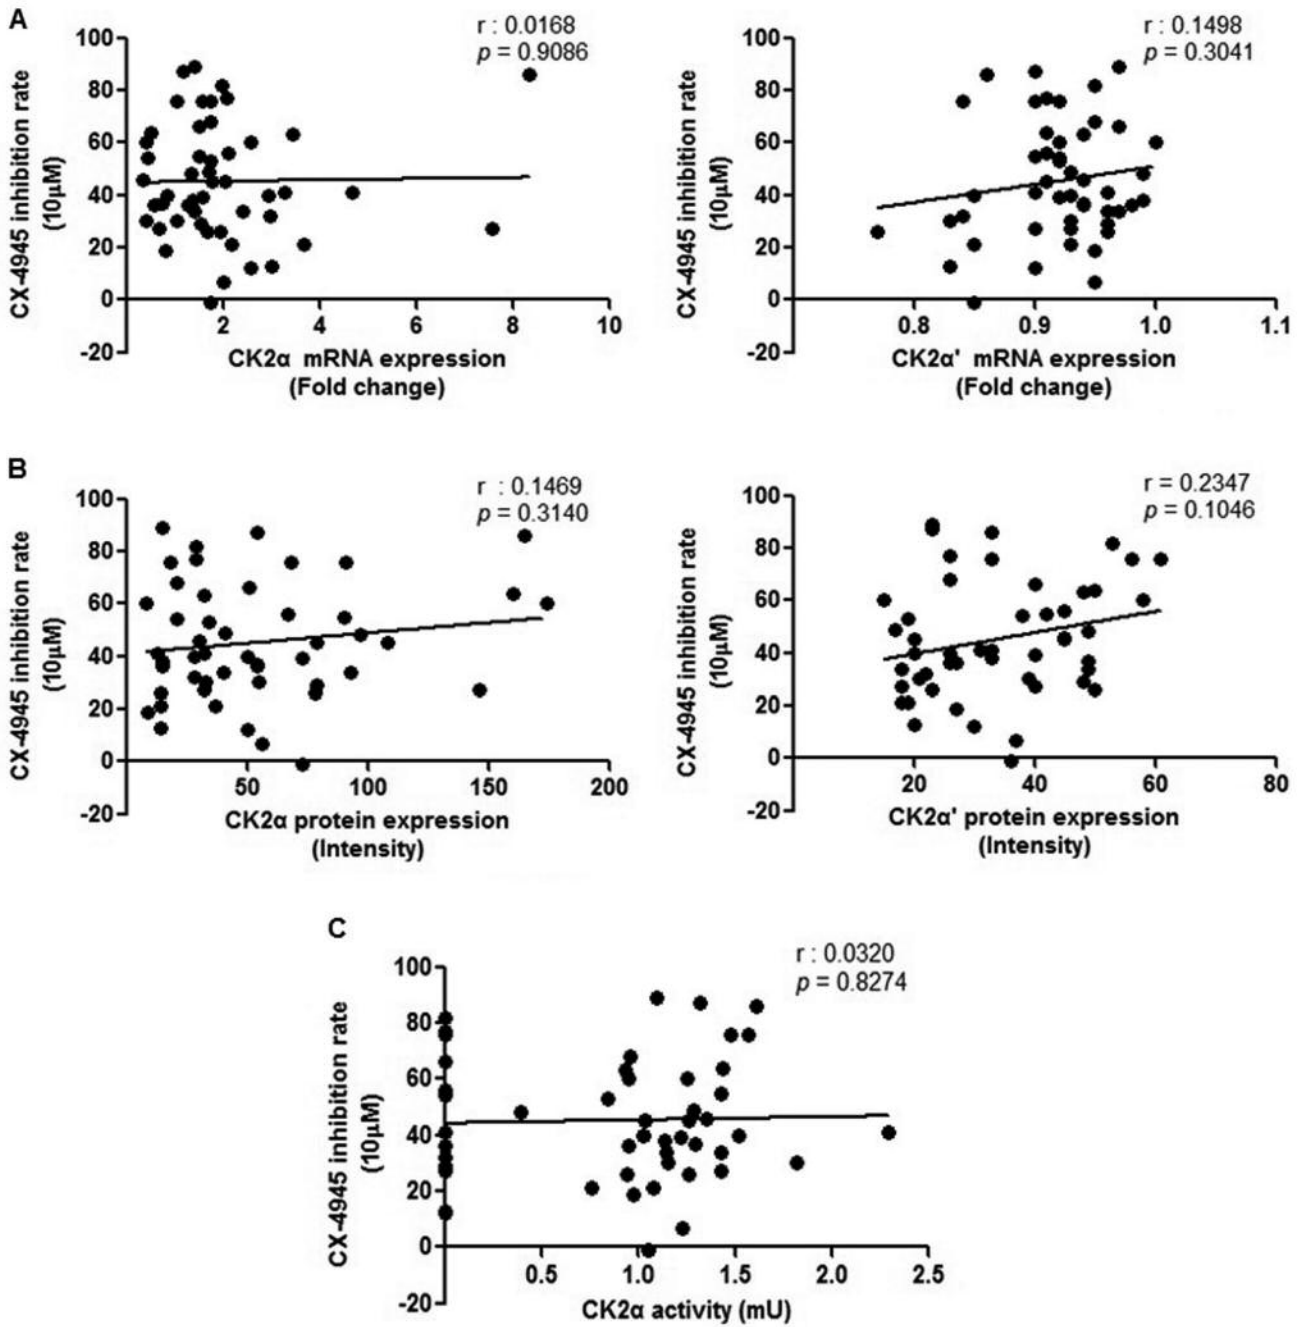 A
r : 0.0168
p = 0.9086
100
80
60
40
20
0
-20
2
4
6
8
10
CX-4945 inhibition rate
(10μM)
CK2α mRNA expression
(Fold change)
r : 0.1498
p = 0.3041
100
80
60
40
20
0
-20
0.8
0.9
1.0
1.1
CX-4945 inhibition rate
(10μM)
CK2α' mRNA expression
(Fold change)
B
r : 0.1469
p = 0.3140
100
80
60
40
20
0
-20
50
100
150
200
CX-4945 inhibition rate
(10μM)
CK2α protein expression
(Intensity)
r = 0.2347
p = 0.1046
100
80
60
40
20
0
-20
20
40
60
80
CX-4945 inhibition rate
(10μM)
CK2α' protein expression
(Intensity)
C
r : 0.0320
p = 0.8274
100
80
60
40
20
0
-20
0.5
1.0
1.5
2.0
2.5
CX-4945 inhibition rate
(10μM)
CK2α activity (mU)